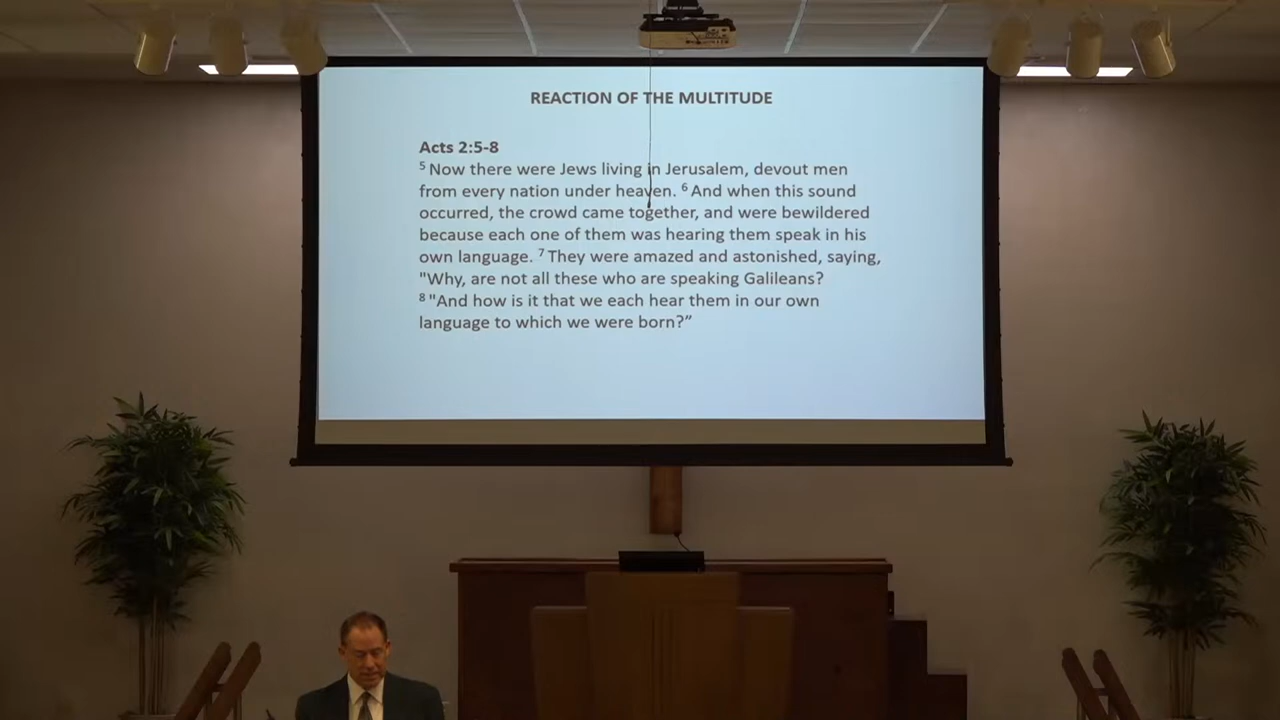 REACTION OF THE MULTITUDE
Acts 2:5-8
5 Now there were Jews living in Jerusalem, devout men
from every nation under heaven. 6 And when this sound
occurred, the crowd came together, and were bewildered
because each one of them was hearing them speak in his
own language. 7 They were amazed and astonished, saying,
"Why, are not all these who are speaking Galileans?
8 "And how is it that we each hear them in our own
language to which we were born?”